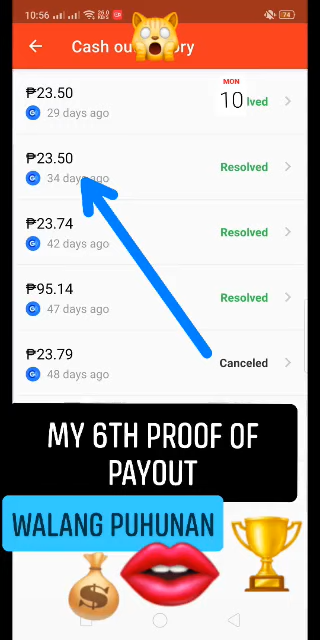 10:56
74
Cash out
ry
₱23.50
29 days ago
MON
10
lved
₱23.50
34 days ago
Resolved
₱23.74
42 days ago
Resolved
₱95.14
47 days ago
Resolved
₱23.79
48 days ago
Canceled
MY 6TH PROOF OF
PAYOUT
WALANG PUHUNAN